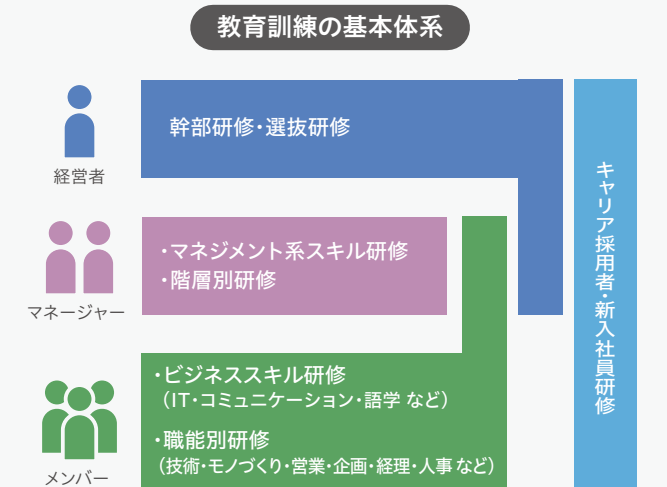 教育訓練の基本体系
経営者
幹部研修・選抜研修
マネージャー
・マネジメント系スキル研修
・階層別研修
メンバー
・ビジネススキル研修
（IT・コミュニケーション・語学 など）
・職能別研修
（技術・モノづくり・営業・企画・経理・人事 など）
キャリア採用者・新入社員研修